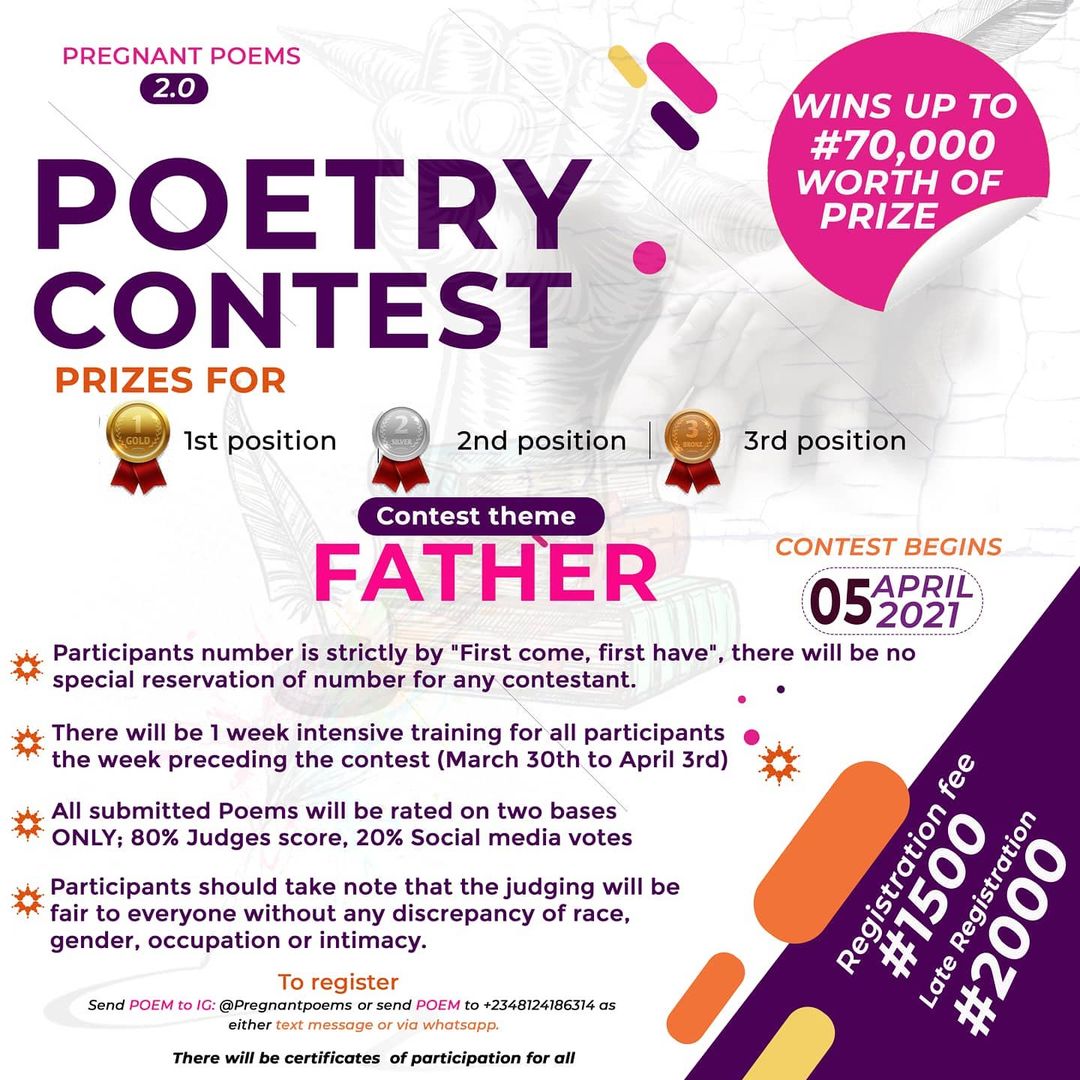 PREGNANT POEMS
2.0
WINS UP TO
#70,000
WORTH OF
PRIZE
POETRY
CONTEST
PRIZES FOR
1
GOLD
1st position
2
SILVER
2nd position
3
BRONZ
3rd position
Contest theme
FATHER
CONTEST BEGINS
05 APRIL
2021
Participants number is strictly by "First come, first have", there will be no
special reservation of number for any contestant.
There will be 1 week intensive training for all participants
the week preceding the contest (March 30th to April 3rd)
All submitted Poems will be rated on two bases
ONLY; 80% Judges score, 20% Social media votes
Participants should take note that the judging will be
fair to everyone without any discrepancy of race,
gender, occupation or intimacy.
Registration fee
#1500
Late Registration
#2000
To register
Send POEM to IG: @Pregnantpoems or send POEM to +2348124186314 as
either text message or via whatsapp.
There will be certificates of participation for all